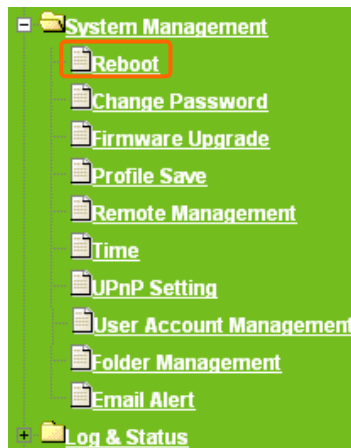 System Management
Reboot
Change Password
Firmware Upgrade
Profile Save
Remote Management
Time
UPnP Setting
User Account Management
Folder Management
Email Alert
Log & Status